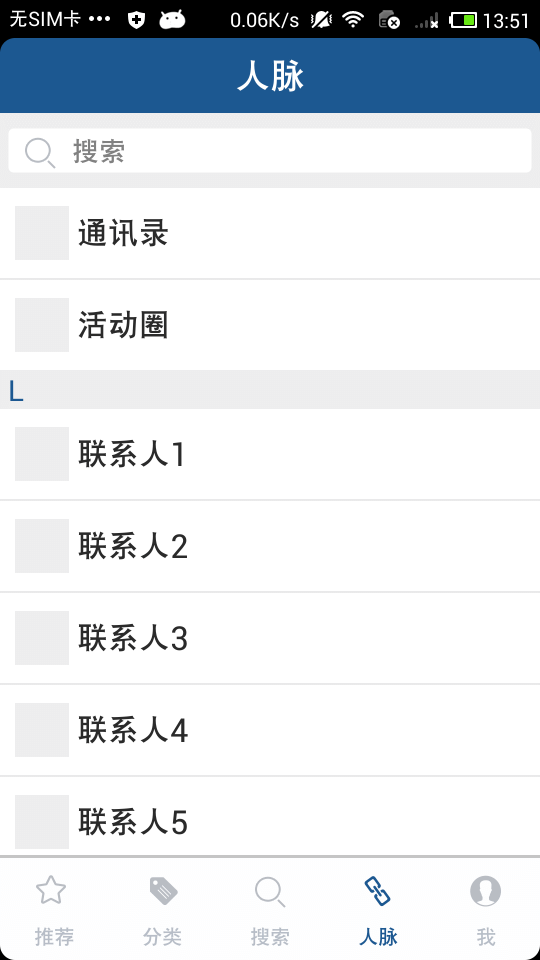 无SIM卡 ••• 0.06K/s 13:51
人脉
搜索
通讯录
活动圈
L
联系人1
联系人2
联系人3
联系人4
联系人5
推荐 分类 搜索 人脉 我